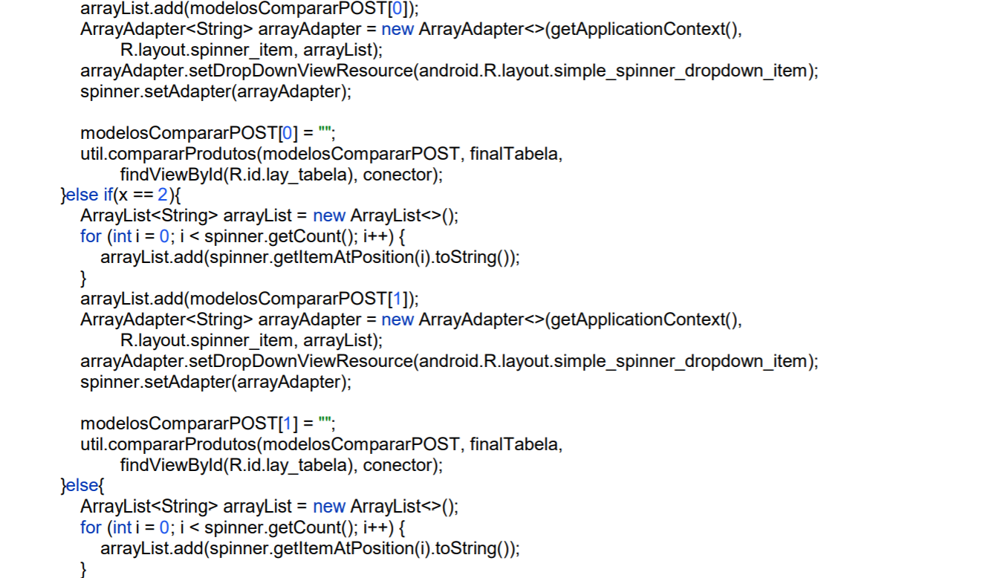 arrayList.add(modelosCompararPOST[0]);
ArrayAdapter<String> arrayAdapter = new ArrayAdapter<>(getApplicationContext(),
R.layout.spinner_item, arrayList);
arrayAdapter.setDropDownViewResource(android.R.layout.simple_spinner_dropdown_item);
spinner.setAdapter(arrayAdapter);

modelosCompararPOST[0] = "";
util.compararProdutos(modelosCompararPOST, finalTabela,
findViewById(R.id.lay_tabela), conector);
}else if(x == 2){
ArrayList<String> arrayList = new ArrayList<>();
for (int i = 0; i < spinner.getCount(); i++) {
arrayList.add(spinner.getItemAtPosition(i).toString());
}
arrayList.add(modelosCompararPOST[1]);
ArrayAdapter<String> arrayAdapter = new ArrayAdapter<>(getApplicationContext(),
R.layout.spinner_item, arrayList);
arrayAdapter.setDropDownViewResource(android.R.layout.simple_spinner_dropdown_item);
spinner.setAdapter(arrayAdapter);

modelosCompararPOST[1] = "";
util.compararProdutos(modelosCompararPOST, finalTabela,
findViewById(R.id.lay_tabela), conector);
}else{
ArrayList<String> arrayList = new ArrayList<>();
for (int i = 0; i < spinner.getCount(); i++) {
arrayList.add(spinner.getItemAtPosition(i).toString());
}